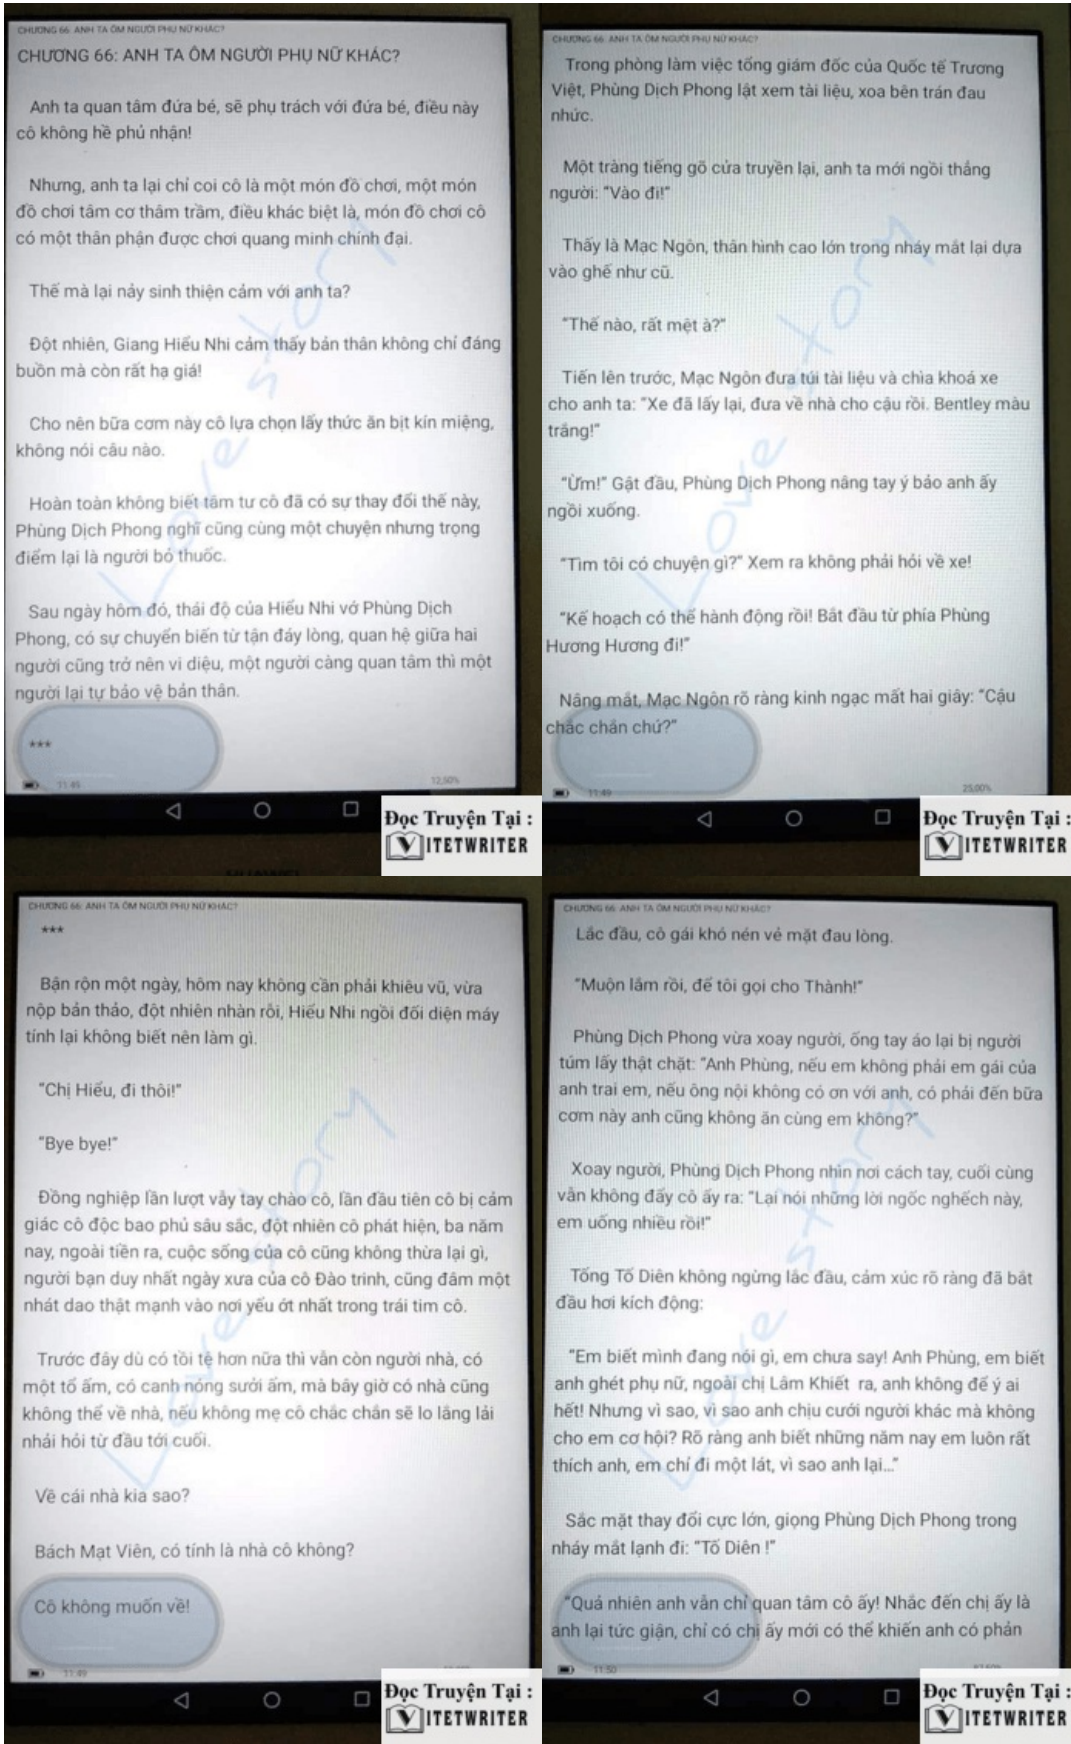 CHƯƠNG 66: ANH TA ÔM NGƯỜI PHỤ NỮ KHÁC?
CHƯƠNG 66: ANH TA ÔM NGƯỜI PHỤ NỮ KHÁC?
Anh ta quan tâm đứa bé, sẽ phụ trách với đứa bé, điều này
cô không hề phủ nhận!
Nhưng, anh ta lại chỉ coi cô là một món đồ chơi, một món
đồ chơi tâm cơ thâm trầm, điều khác biệt là, món đồ chơi cô
có một thân phận được chơi quang minh chính đại.
Thế mà lại nảy sinh thiện cảm với anh ta?
Đột nhiên, Giang Hiểu Nhi cảm thấy bản thân không chỉ đáng
buồn mà còn rất hạ giá!
Cho nên bữa cơm này cô lựa chọn lấy thức ăn bịt kín miệng,
không nói câu nào.
Hoàn toàn không biết tâm tư cô đã có sự thay đổi thế này,
Phùng Dịch Phong nghĩ cũng cùng một chuyện nhưng trọng
điểm lại là người bỏ thuốc.
Sau ngày hôm đó, thái độ của Hiểu Nhi vớ Phùng Dịch
Phong, có sự chuyển biến từ tận đáy lòng, quan hệ giữa hai
người cũng trở nên vi diệu, một người càng quan tâm thì một
người lại tự bảo vệ bản thân.
***
11:45
12,50%
Love story
Đọc Truyện Tại :
VITETWRITER
CHƯƠNG 66: ANH TA ÔM NGƯỜI PHỤ NỮ KHÁC?
Trong phòng làm việc tổng giám đốc của Quốc tế Trương
Việt, Phùng Dịch Phong lật xem tài liệu, xoa bên trán đau
nhức.
Một tràng tiếng gõ cửa truyền lại, anh ta mới ngồi thẳng
người: "Vào đi!"
Thấy là Mạc Ngôn, thân hình cao lớn trong nháy mắt lại dựa
vào ghế như cũ.
"Thế nào, rất mệt à?"
Tiến lên trước, Mạc Ngôn đưa túi tài liệu và chìa khoá xe
cho anh ta: "Xe đã lấy lại, đưa về nhà cho cậu rồi. Bentley màu
trắng!"
"Ừm!" Gật đầu, Phùng Dịch Phong nâng tay ý bảo anh ấy
ngồi xuống.
"Tìm tôi có chuyện gì?" Xem ra không phải hỏi về xe!
"Kế hoạch có thể hành động rồi! Bắt đầu từ phía Phùng
Hương Hương đi!"
Nâng mắt, Mạc Ngôn rõ ràng kinh ngạc mất hai giây: "Cậu
chắc chắn chứ?"
11:49
25,00%
Love story
Đọc Truyện Tại :
VITETWRITER
CHƯƠNG 66: ANH TA ÔM NGƯỜI PHỤ NỮ KHÁC?
***
Bận rộn một ngày, hôm nay không cần phải khiêu vũ, vừa
nộp bản thảo, đột nhiên nhàn rỗi, Hiểu Nhi ngồi đối diện máy
tính lại không biết nên làm gì.
"Chị Hiểu, đi thôi!"
"Bye bye!"
Đồng nghiệp lần lượt vẫy tay chào cô, lần đầu tiên cô bị cảm
giác cô độc bao phủ sâu sắc, đột nhiên cô phát hiện, ba năm
nay, ngoài tiền ra, cuộc sống của cô cũng không thừa lại gì,
người bạn duy nhất ngày xưa của cô Đào trinh, cũng đâm một
nhát dao thật mạnh vào nơi yếu ớt nhất trong trái tim cô.
Trước đây dù có tồi tệ hơn nữa thì vẫn còn người nhà, có
một tổ ấm, có canh nóng sưởi ấm, mà bây giờ có nhà cũng
không thể về nhà, nếu không mẹ cô chắc chắn sẽ lo lắng lải
nhải hỏi từ đầu tới cuối.
Về cái nhà kia sao?
Bách Mạt Viên, có tính là nhà cô không?
Cô không muốn về!
11:49
Love story
Đọc Truyện Tại :
VITETWRITER
CHƯƠNG 66: ANH TA ÔM NGƯỜI PHỤ NỮ KHÁC?
Lắc đầu, cô gái khó nén vẻ mặt đau lòng.
"Muộn lắm rồi, để tôi gọi cho Thành!"
Phùng Dịch Phong vừa xoay người, ống tay áo lại bị người
túm lấy thật chặt: "Anh Phùng, nếu em không phải em gái của
anh trai em, nếu ông nội không có ơn với anh, có phải đến bữa
cơm này anh cũng không ăn cùng em không?"
Xoay người, Phùng Dịch Phong nhìn nơi cách tay, cuối cùng
vẫn không đẩy cô ấy ra: "Lại nói những lời ngốc nghếch này,
em uống nhiều rồi!"
Tống Tố Diên không ngừng lắc đầu, cảm xúc rõ ràng đã bắt
đầu hơi kích động:
"Em biết mình đang nói gì, em chưa say! Anh Phùng, em biết
anh ghét phụ nữ, ngoài chị Lâm Khiết ra, anh không để ý ai
hết! Nhưng vì sao, vì sao anh chịu cưới người khác mà không
cho em cơ hội? Rõ ràng anh biết những năm nay em luôn rất
thích anh, em chỉ đi một lát, vì sao anh lại..."
Sắc mặt thay đổi cực lớn, giọng Phùng Dịch Phong trong
nháy mắt lạnh đi: "Tố Diên !"
"Quả nhiên anh vẫn chỉ quan tâm cô ấy! Nhắc đến chị ấy là
anh lại tức giận, chỉ có chị ấy mới có thể khiến anh có phản
11:50
Love story
Đọc Truyện Tại :
VITETWRITER